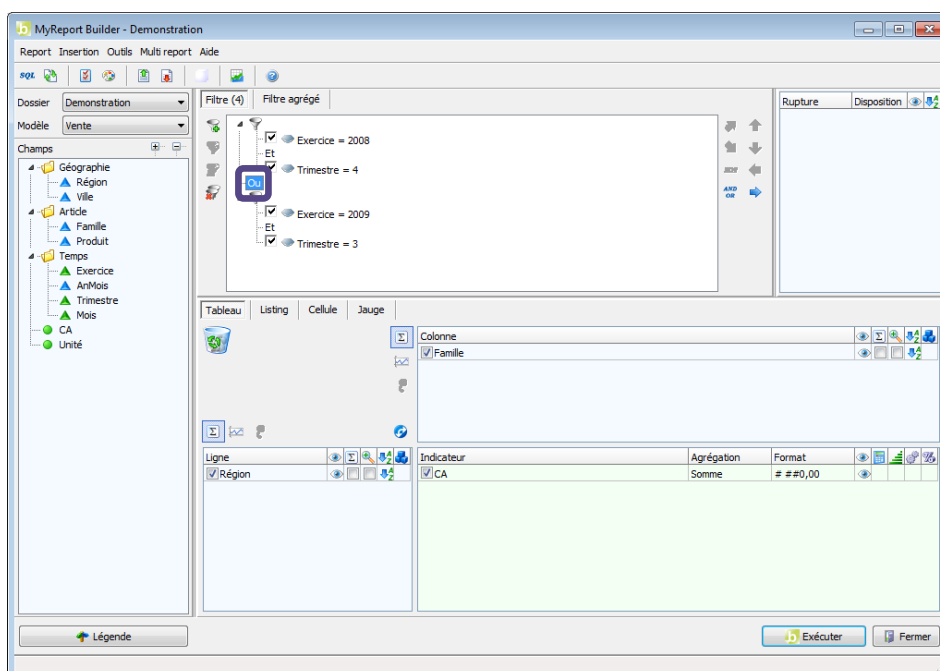 MyReport Builder - Demonstration
Report Insertion Outils Multi report Aide
SQL
Dossier Demonstration
Modèle Vente
Champs
Géographie
Région
Ville
Article
Famille
Produit
Temps
Exercice
AnMois
Trimestre
Mois
CA
Unité
Filtre (4) Filtre agrégé
Exercice = 2008
Et
Trimestre = 4
Ou
Exercice = 2009
Et
Trimestre = 3
AND
OR
Rupture Disposition
Tableau Listing Cellule Jauge
Colonne
Famille
Ligne
Région
Indicateur Agrégation Format
CA Somme # ##0,00
Légende
Exécuter
Fermer